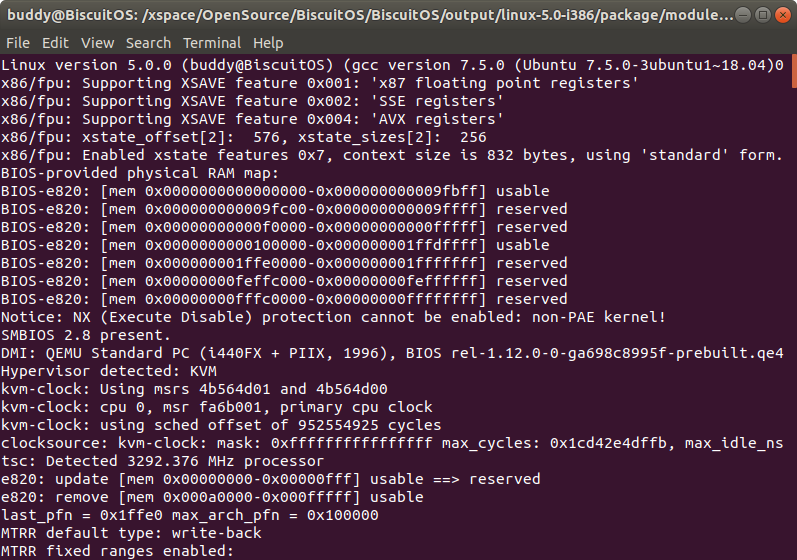 buddy@BiscuitOS: /xspace/OpenSource/BiscuitOS/BiscuitOS/output/linux-5.0-i386/package/module...
File Edit View Search Terminal Help
Linux version 5.0.0 (buddy@BiscuitOS) (gcc version 7.5.0 (Ubuntu 7.5.0-3ubuntu1~18.04)0
x86/fpu: Supporting XSAVE feature 0x001: 'x87 floating point registers'
x86/fpu: Supporting XSAVE feature 0x002: 'SSE registers'
x86/fpu: Supporting XSAVE feature 0x004: 'AVX registers'
x86/fpu: xstate_offset[2]:  576, xstate_sizes[2]:  256
x86/fpu: Enabled xstate features 0x7, context size is 832 bytes, using 'standard' form.
BIOS-provided physical RAM map:
BIOS-e820: [mem 0x0000000000000000-0x000000000009fbff] usable
BIOS-e820: [mem 0x000000000009fc00-0x000000000009ffff] reserved
BIOS-e820: [mem 0x00000000000f0000-0x00000000000fffff] reserved
BIOS-e820: [mem 0x0000000000100000-0x000000001ffdffff] usable
BIOS-e820: [mem 0x000000001ffe0000-0x000000001fffffff] reserved
BIOS-e820: [mem 0x00000000feffc000-0x00000000feffffff] reserved
BIOS-e820: [mem 0x00000000fffc0000-0x00000000ffffffff] reserved
Notice: NX (Execute Disable) protection cannot be enabled: non-PAE kernel!
SMBIOS 2.8 present.
DMI: QEMU Standard PC (i440FX + PIIX, 1996), BIOS rel-1.12.0-0-ga698c8995f-prebuilt.qe4
Hypervisor detected: KVM
kvm-clock: Using msrs 4b564d01 and 4b564d00
kvm-clock: cpu 0, msr fa6b001, primary cpu clock
kvm-clock: using sched offset of 952554925 cycles
clocksource: kvm-clock: mask: 0xffffffffffffffff max_cycles: 0x1cd42e4dffb, max_idle_ns
tsc: Detected 3292.376 MHz processor
e820: update [mem 0x00000000-0x00000fff] usable ==> reserved
e820: remove [mem 0x000a0000-0x000fffff] usable
last_pfn = 0x1ffe0 max_arch_pfn = 0x100000
MTRR default type: write-back
MTRR fixed ranges enabled: